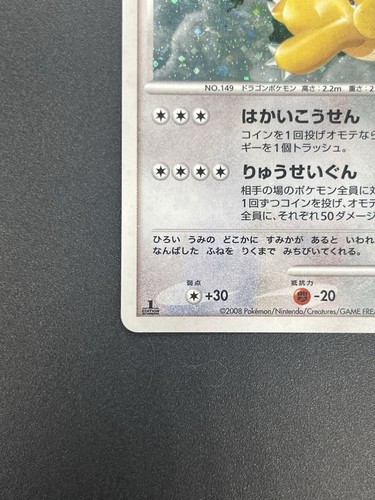 NO.149 ドラゴンポケモン 高さ:2.2m 重さ:2
はかいこうせん
コインを1回投げオモテなら
ギーを1個トラッシュ。
りゅうせいぐん
相手の場のポケモン全員に対
1回ずつコインを投げ、オモテ
全員に、それぞれ50ダメージ
ひろい うみの どこかに すみかが あると いわれ
なんぱした ふねを りくまで みちびいてくれる。
弱点 抵抗力
+30 -20
1 EDITION
©2008 Pokémon/Nintendo/Creatures/GAME FREA